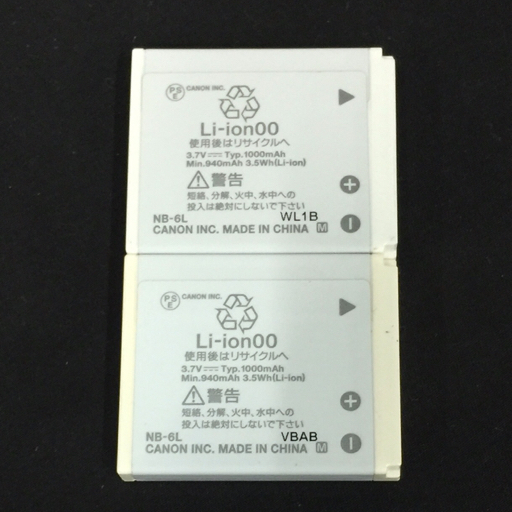 PS
E
CANON INC.
Li-ion00
使用後はリサイクルへ
3.7V⎓Typ.1000mAh
Min.940mAh 3.5Wh(Li-ion)
警告
短絡、分解、火中、水中への
投入は絶対にしないで下さい
NB-6L WL1B
CANON INC. MADE IN CHINA M
PS
E
CANON INC.
Li-ion00
使用後はリサイクルへ
3.7V⎓Typ.1000mAh
Min.940mAh 3.5Wh(Li-ion)
警告
短絡、分解、火中、水中への
投入は絶対にしないで下さい
NB-6L VBAB
CANON INC. MADE IN CHINA M